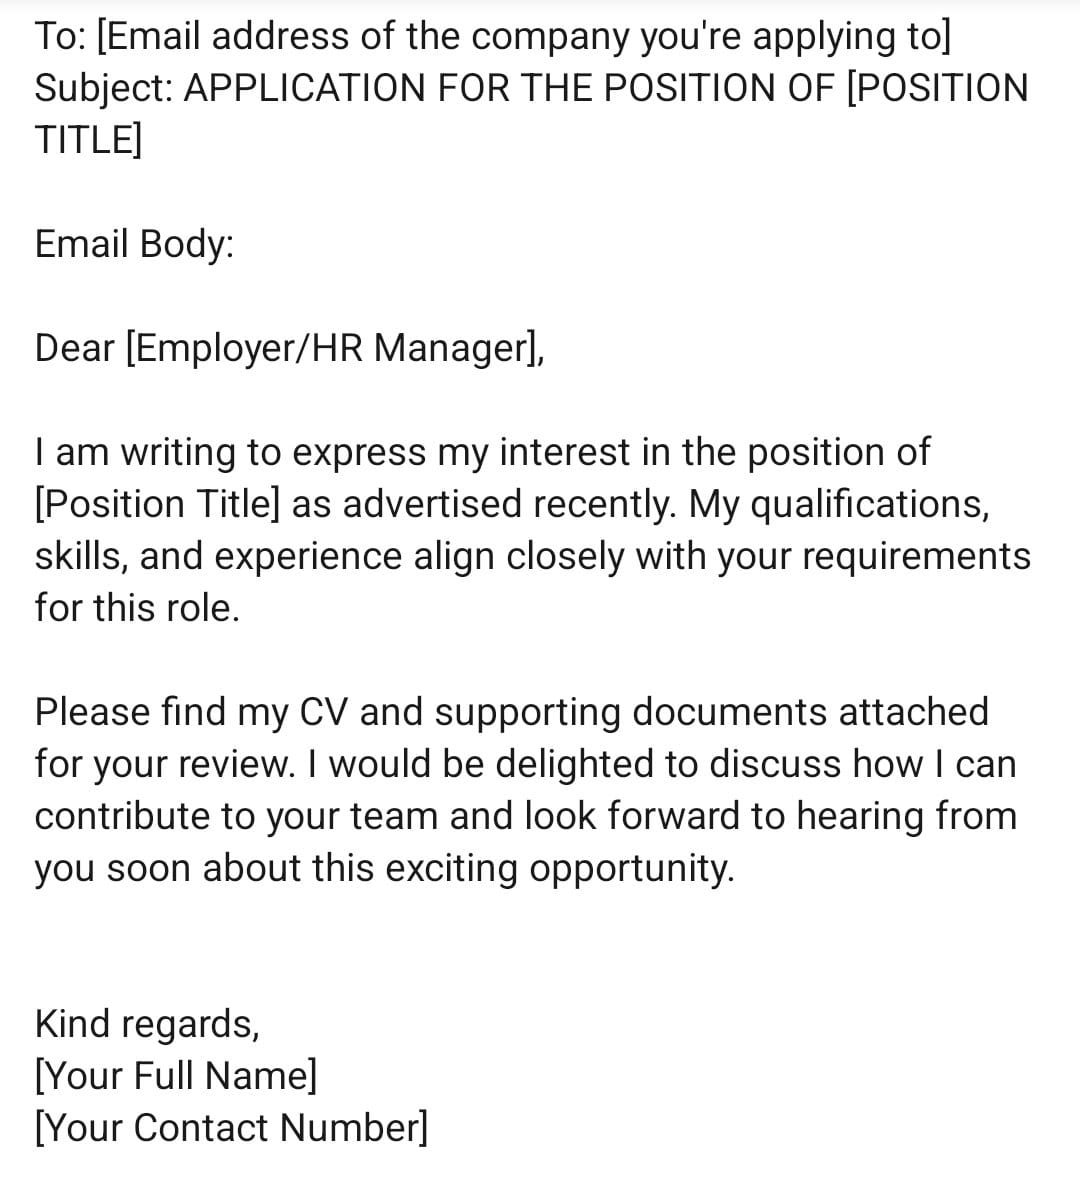 To: [Email address of the company you're applying to]
Subject: APPLICATION FOR THE POSITION OF [POSITION
TITLE]
Email Body:
Dear [Employer/HR Manager],
I am writing to express my interest in the position of
[Position Title] as advertised recently. My qualifications,
skills, and experience align closely with your requirements
for this role.
Please find my CV and supporting documents attached
for your review. I would be delighted to discuss how I can
contribute to your team and look forward to hearing from
you soon about this exciting opportunity.
Kind regards,
[Your Full Name]
[Your Contact Number]